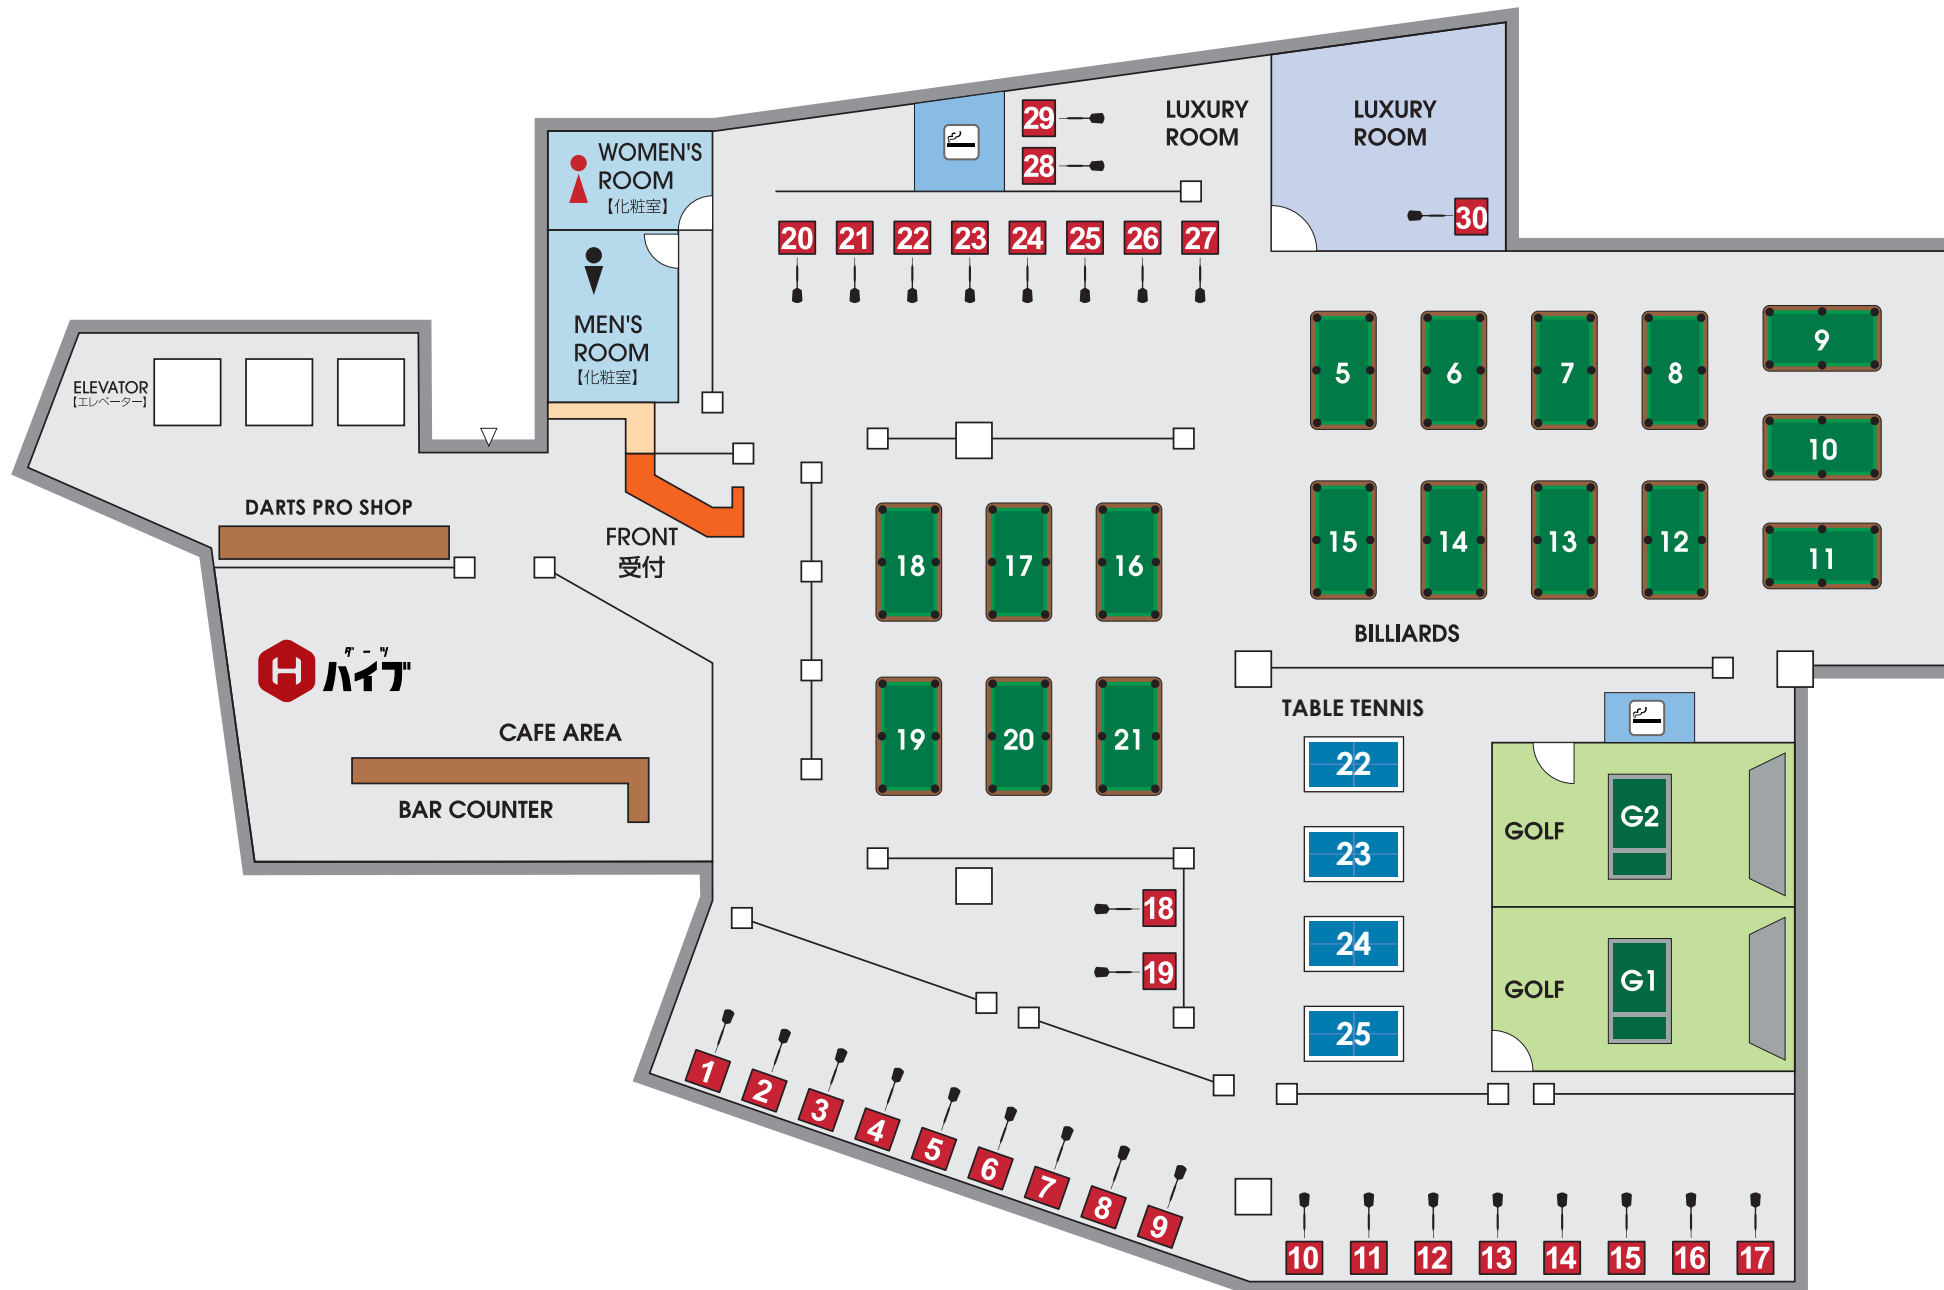 LUXURY
ROOM
LUXURY
ROOM
29
28
30
WOMEN'S
ROOM
【化粧室】
MEN'S
ROOM
【化粧室】
20
21
22
23
24
25
26
27
ELEVATOR
【エレベーター】
DARTS PRO SHOP
FRONT
受付
5
6
7
8
9
10
11
15
14
13
12
BILLIARDS
18
17
16
19
20
21
ダーツ
ハイブ
CAFE AREA
BAR COUNTER
TABLE TENNIS
22
23
24
25
GOLF
G2
GOLF
G1
18
19
1
2
3
4
5
6
7
8
9
10
11
12
13
14
15
16
17